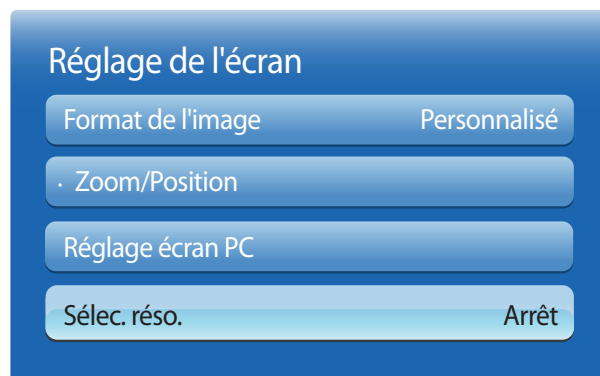 Réglage de l'écran
Format de l'image Personnalisé
· Zoom/Position
Réglage écran PC
Sélec. réso. Arrêt